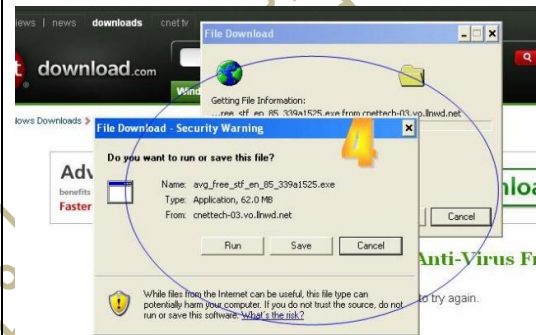 iews | news downloads cnet tv
File Download
download.com
Wind
Getting File Information:
...ree_stf_en_85_339a1525.exe from cnettech-03.vo.llnwd.net
dows Downloads >
File Download - Security Warning
4
Do you want to run or save this file?
Adv
benefits
Faster
Name: avg_free_stf_en_85_339a1525.exe
Type: Application, 62.0 MB
From: cnettech-03.vo.llnwd.net
nloa
Cancel
Run Save Cancel
Anti-Virus Fr
While files from the Internet can be useful, this file type can
potentially harm your computer. If you do not trust the source, do not
run or save this software. What's the risk?
to try again.